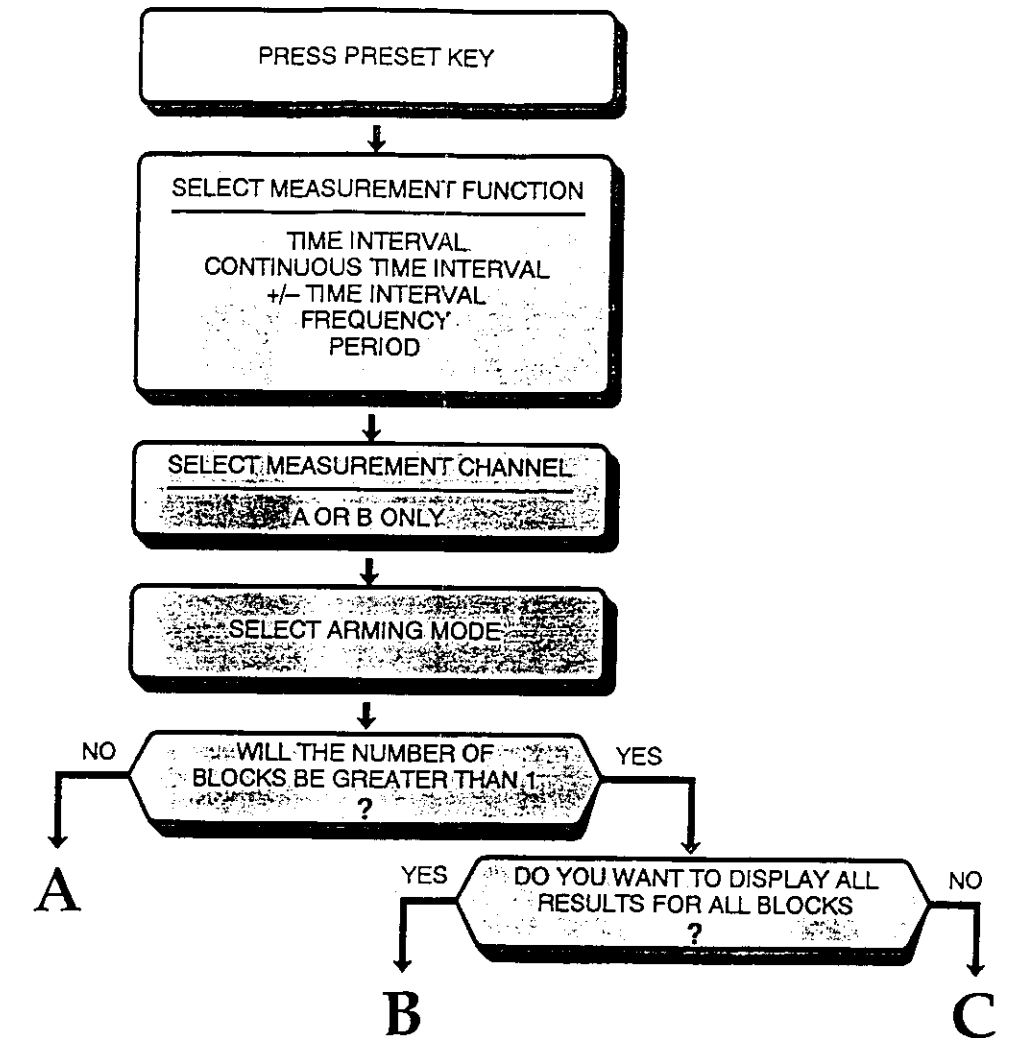 PRESS PRESET KEY
SELECT MEASUREMENT FUNCTION
TIME INTERVAL
CONTINUOUS TIME INTERVAL
+/– TIME INTERVAL
FREQUENCY
PERIOD
SELECT MEASUREMENT CHANNEL
A OR B ONLY
SELECT ARMING MODE
NO
WILL THE NUMBER OF
BLOCKS BE GREATER THAN 1
?
YES
A
YES
DO YOU WANT TO DISPLAY ALL
RESULTS FOR ALL BLOCKS
?
NO
B
C